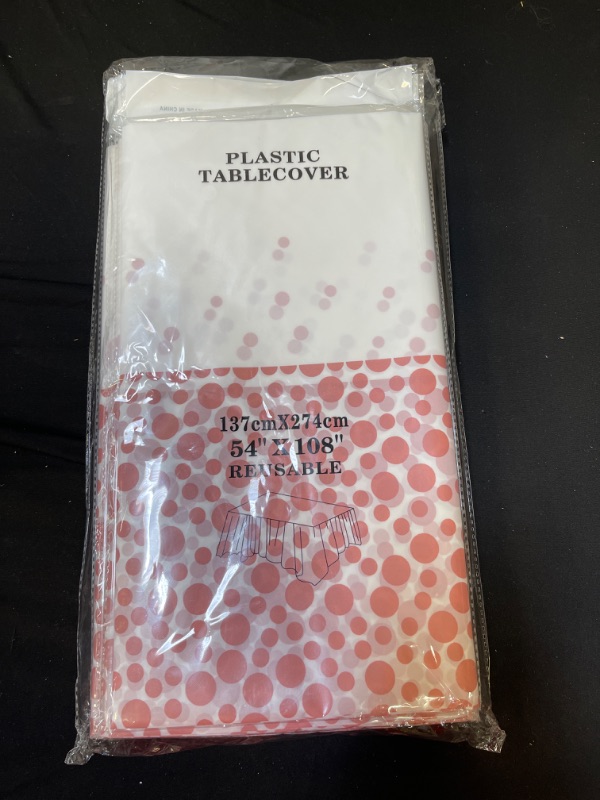 PLASTIC
TABLECOVER
137cmX274cm
54" X 108"
REUSABLE